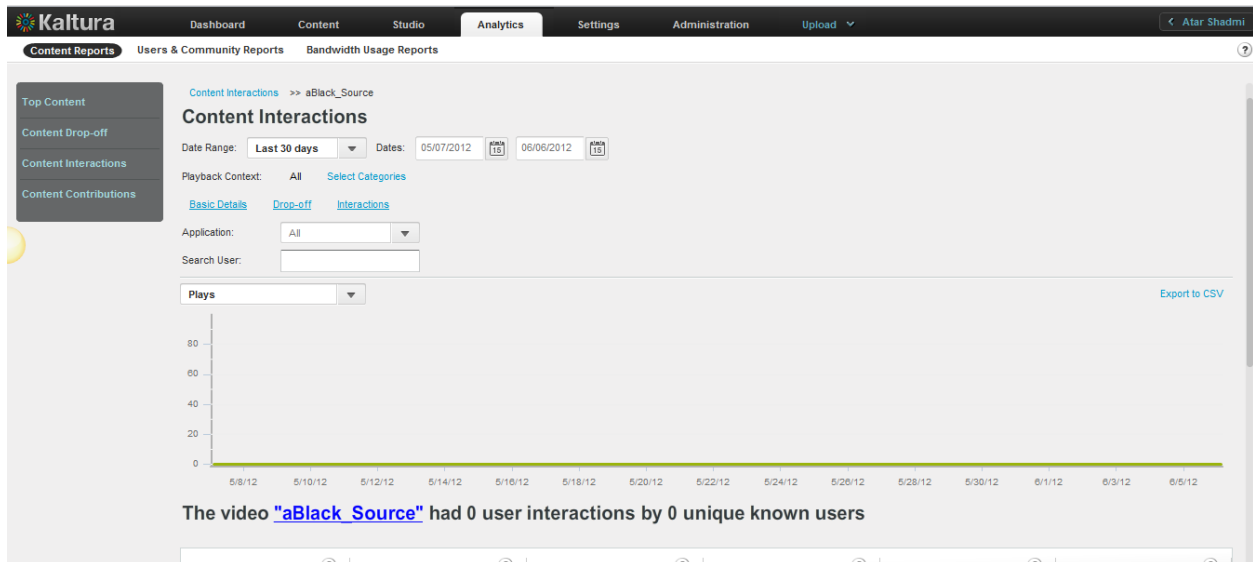 Kaltura Dashboard Content Studio Analytics Settings Administration Upload < Atar Shadmi
Content Reports Users & Community Reports Bandwidth Usage Reports ?
Top Content
Content Drop-off
Content Interactions
Content Contributions
Content Interactions >> aBlack_Source
Content Interactions
Date Range: Last 30 days Dates: 05/07/2012 15 06/06/2012 15
Playback Context: All Select Categories
Basic Details Drop-off Interactions
Application: All
Search User:
Plays Export to CSV
80
60
40
20
0
5/8/12 5/10/12 5/12/12 5/14/12 5/16/12 5/18/12 5/20/12 5/22/12 5/24/12 5/26/12 5/28/12 5/30/12 6/1/12 6/3/12 6/5/12
The video "aBlack_Source" had 0 user interactions by 0 unique known users